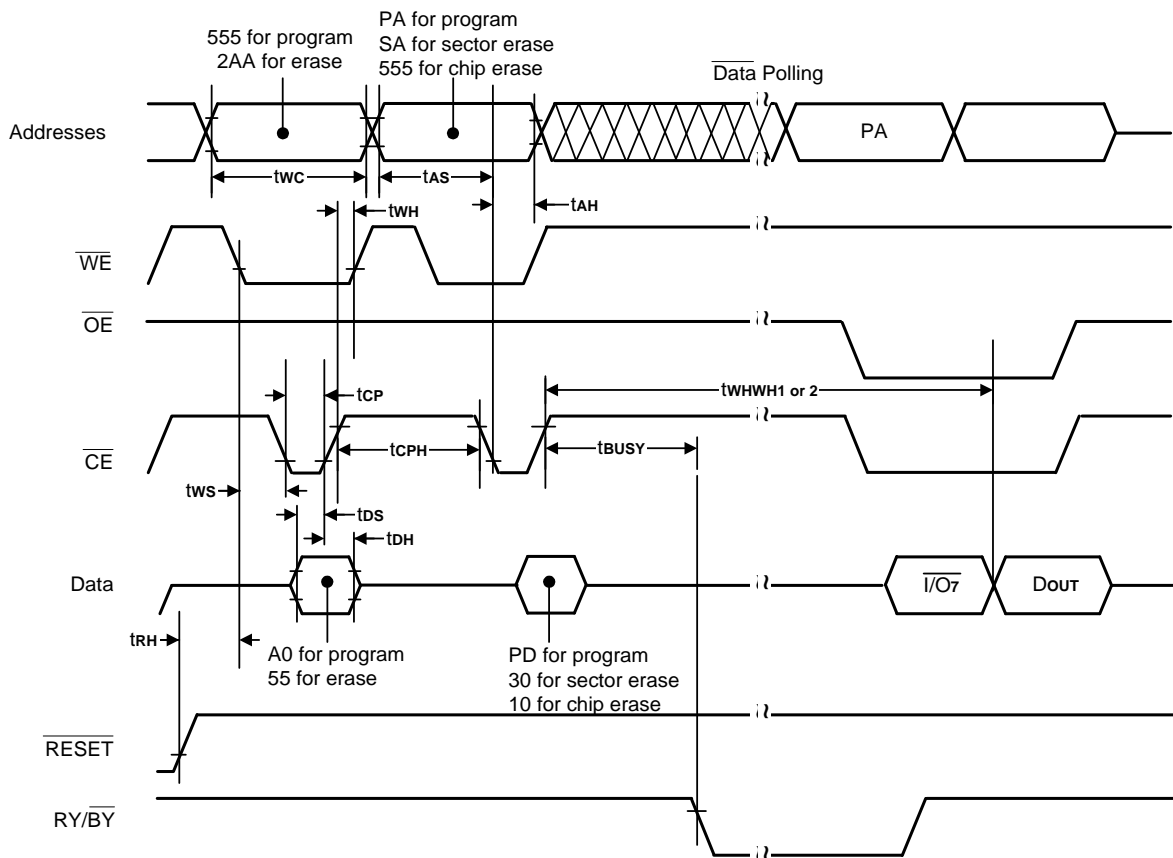 555 for program
2AA for erase
PA for program
SA for sector erase
555 for chip erase
Data Polling
Addresses
PA
tWC
tAS
tWH
tAH
WE
OE
tWHWH1 or 2
tCP
tCPH
tBUSY
CE
tWS
tDS
tDH
Data
I/O7
DOUT
tRH
A0 for program
55 for erase
PD for program
30 for sector erase
10 for chip erase
RESET
RY/BY